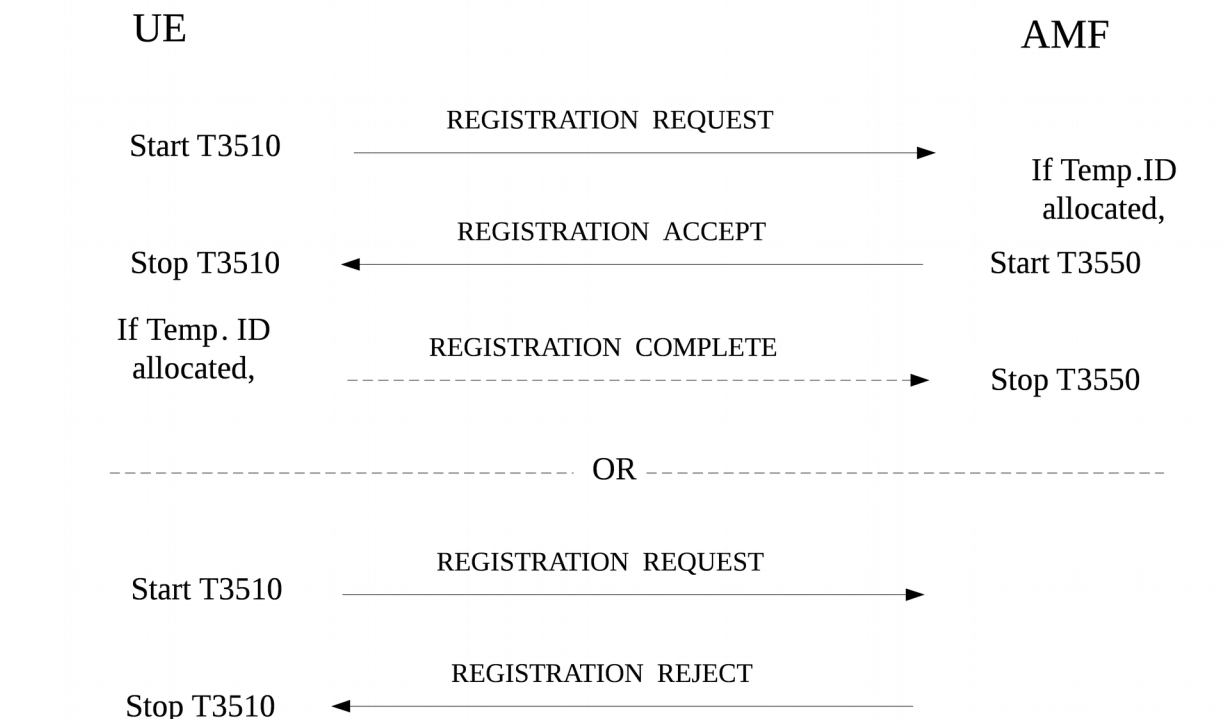 UE
AMF
REGISTRATION REQUEST
Start T3510
If Temp.ID
allocated,
REGISTRATION ACCEPT
Stop T3510
Start T3550
If Temp. ID
allocated,
REGISTRATION COMPLETE
Stop T3550
OR
REGISTRATION REQUEST
Start T3510
REGISTRATION REJECT
Stop T3510